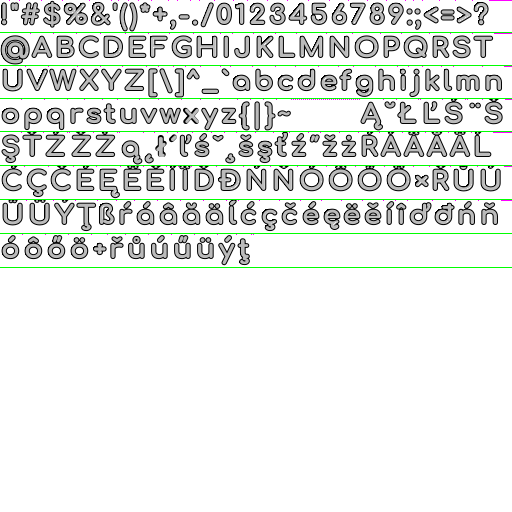 !"#$%&'()*+,-./0123456789:;<=>?
@ABCDEFGHIJKLMNOPQRST
UVWXYZ[\]^_`abcdefghijklmn
opqrstuvwxyz{|}~ Ą˘ŁĽŚ¨Š
ŞŤŹŽŻą˛ł´ľśˇ¸šşťź˝žżŔÁÂĂÄĹ
ĆÇČÉĘËĚÍÎĎĐŃŇÓÔŐÖ×ŘŮÚ
ŰÜÝŢßŕáâăäĺćçčéęëěíîďđńň
óôőö÷řůúűüýţ